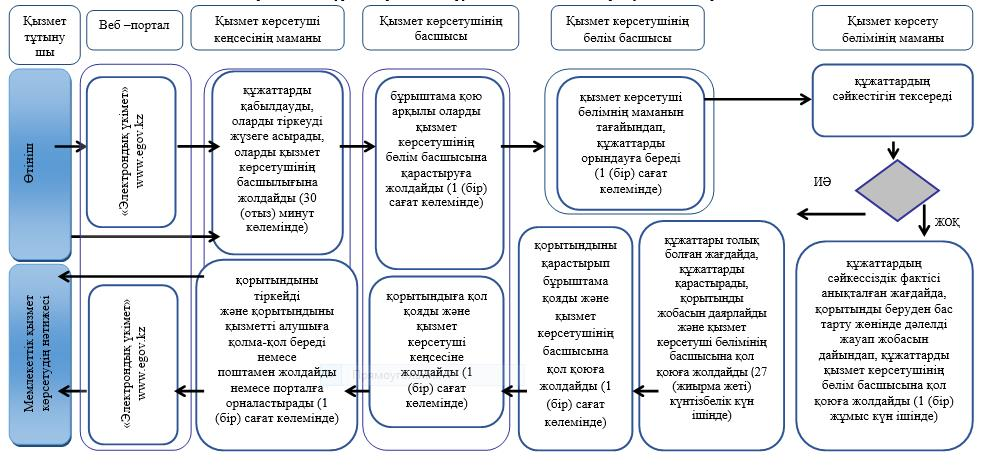 Қызмет
тұтыну
шы
Веб –портал
Қызмет көрсетуші
кеңсесінің маманы
Қызмет көрсетушінің
басшысы
Қызмет көрсетушінің
бөлім басшысы
Қызмет көрсету
бөлімінің маманы
Өтініш
«Электрондық үкімет»
www.egov.kz
құжаттарды
қабылдауды,
оларды тіркеуді
жүзеге асырады,
оларды қызмет
көрсетушінің
басшылығына
жолдайды (30
(отыз) минут
көлемінде)
бұрыштама қою
арқылы оларды
қызмет
көрсетушінің
бөлім басшысына
қарастыруға
жолдайды (1 (бір)
сағат көлемінде)
қызмет көрсетуші
бөлімнің маманын
тағайындап,
құжаттарды
орындауға береді
(1 (бір) сағат
көлемінде)
құжаттардың
сәйкестігін тексереді
ИӘ
ЖОҚ
Мемлекеттік қызмет
көрсетудің нәтижесі
«Электрондық үкімет»
www.egov.kz
қорытындыны
тіркейді
және қорытындыны
қызметті алушыға
қолма-қол береді
немесе
поштамен жолдайды
немесе порталға
орналастырады (1
(бір) сағат көлемінде)
қорытындыға қол
қояды және
қызмет
көрсетуші
кеңсесіне
жолдайды (1
(бір) сағат
көлемінде)
қорытындыны
қарастырып
бұрыштама
қояды және
қызмет
көрсетушінің
басшысына
қол қоюға
жолдайды (1
(бір) сағат
көлемінде)
құжаттары толық
болған жағдайда,
құжаттарды
қарастырады,
қорытынды
жобасын даярлайды
және қызмет
көрсетуші бөлімінің
басшысына қол
қоюға жолдайды (27
(жиырма жеті)
күнтізбелік күн
ішінде)
құжаттардың
сәйкессіздік фактісі
анықталған жағдайда,
қорытынды беруден бас
тарту жөнінде дәлелді
жауап жобасын
дайындап, құжаттарды
қызмет көрсетушінің
бөлім басшысына қол
қоюға жолдайды (1 (бір)
жұмыс күн ішінде)